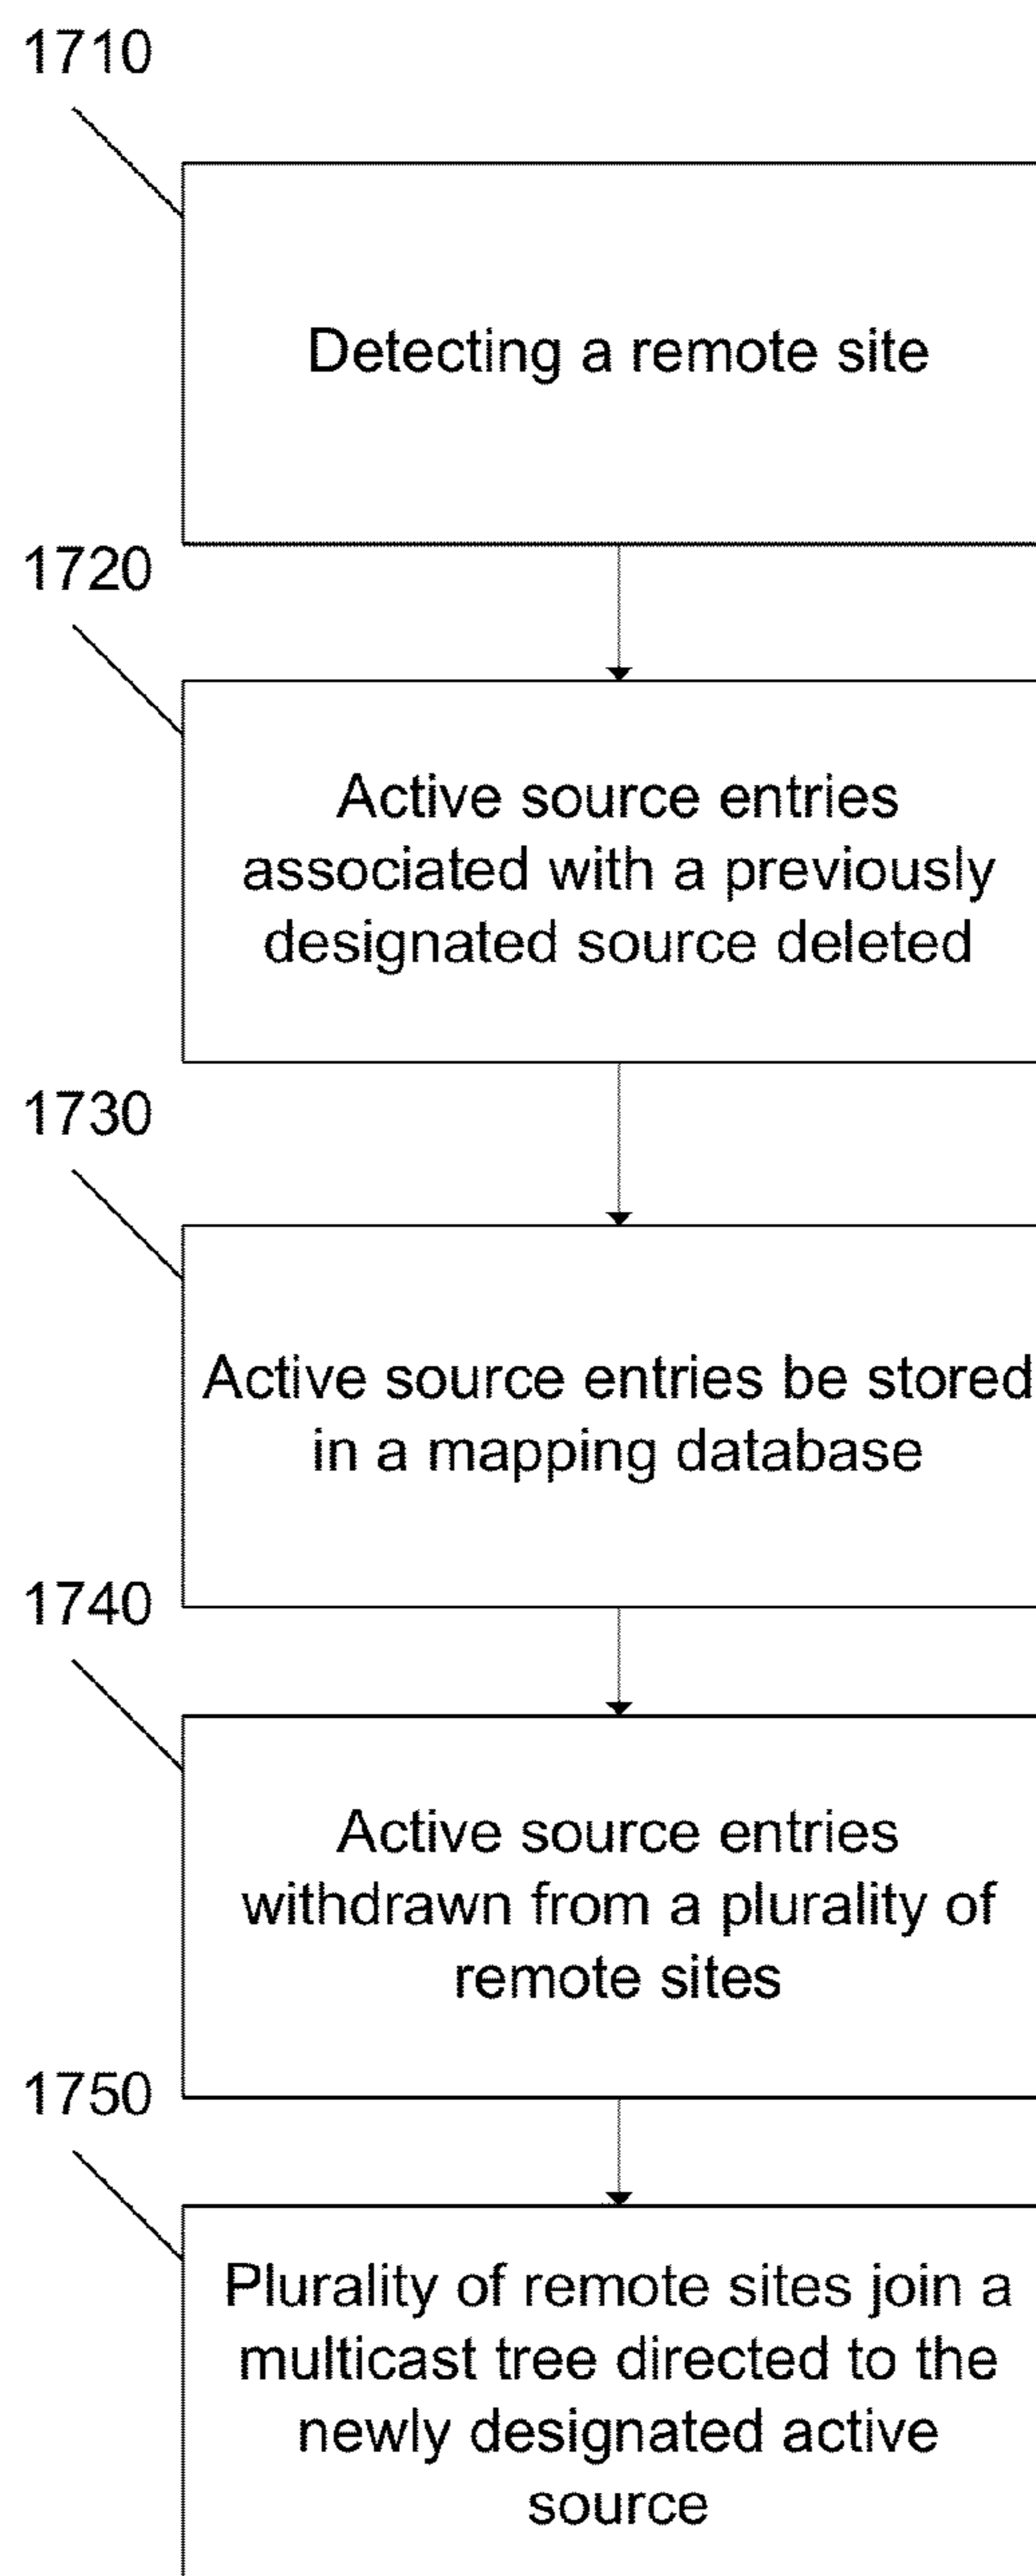 1710
Detecting a remote site
1720
Active source entries
associated with a previously
designated source deleted
1730
Active source entries be stored
in a mapping database
1740
Active source entries
withdrawn from a plurality of
remote sites
1750
Plurality of remote sites join a
multicast tree directed to the
newly designated active
source